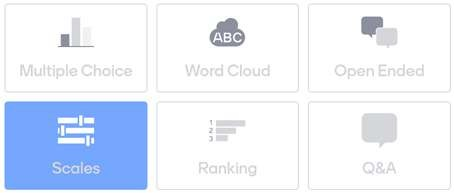 Multiple Choice
ABC
Word Cloud
Open Ended
Scales
1
2
3
Ranking
Q&A